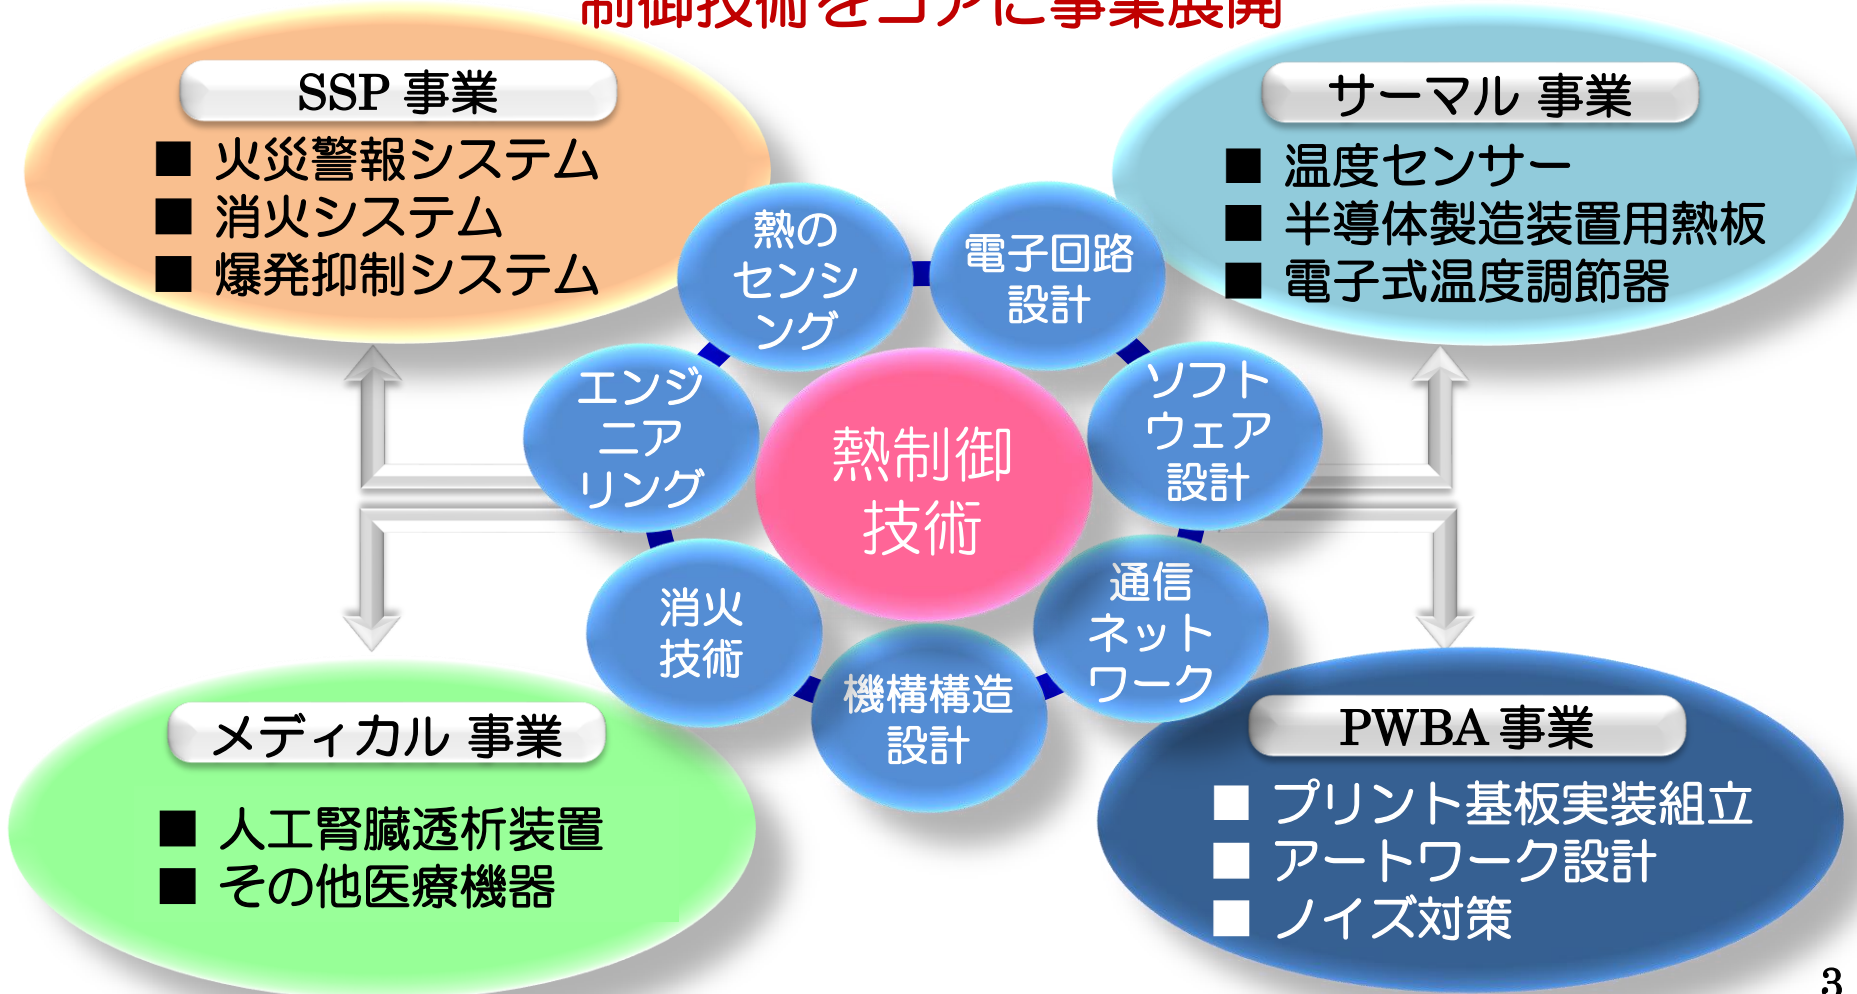 制御技術をコアに事業展開
SSP 事業
■ 火災警報システム
■ 消火システム
■ 爆発抑制システム
サーマル 事業
■ 温度センサー
■ 半導体製造装置用熱板
■ 電子式温度調節器
熱の
センシ
ング
電子回路
設計
エンジ
ニア
リング
ソフト
ウェア
設計
熱制御
技術
消火
技術
通信
ネット
ワーク
機構構造
設計
メディカル 事業
■ 人工腎臓透析装置
■ その他医療機器
PWBA 事業
■ プリント基板実装組立
■ アートワーク設計
■ ノイズ対策
3